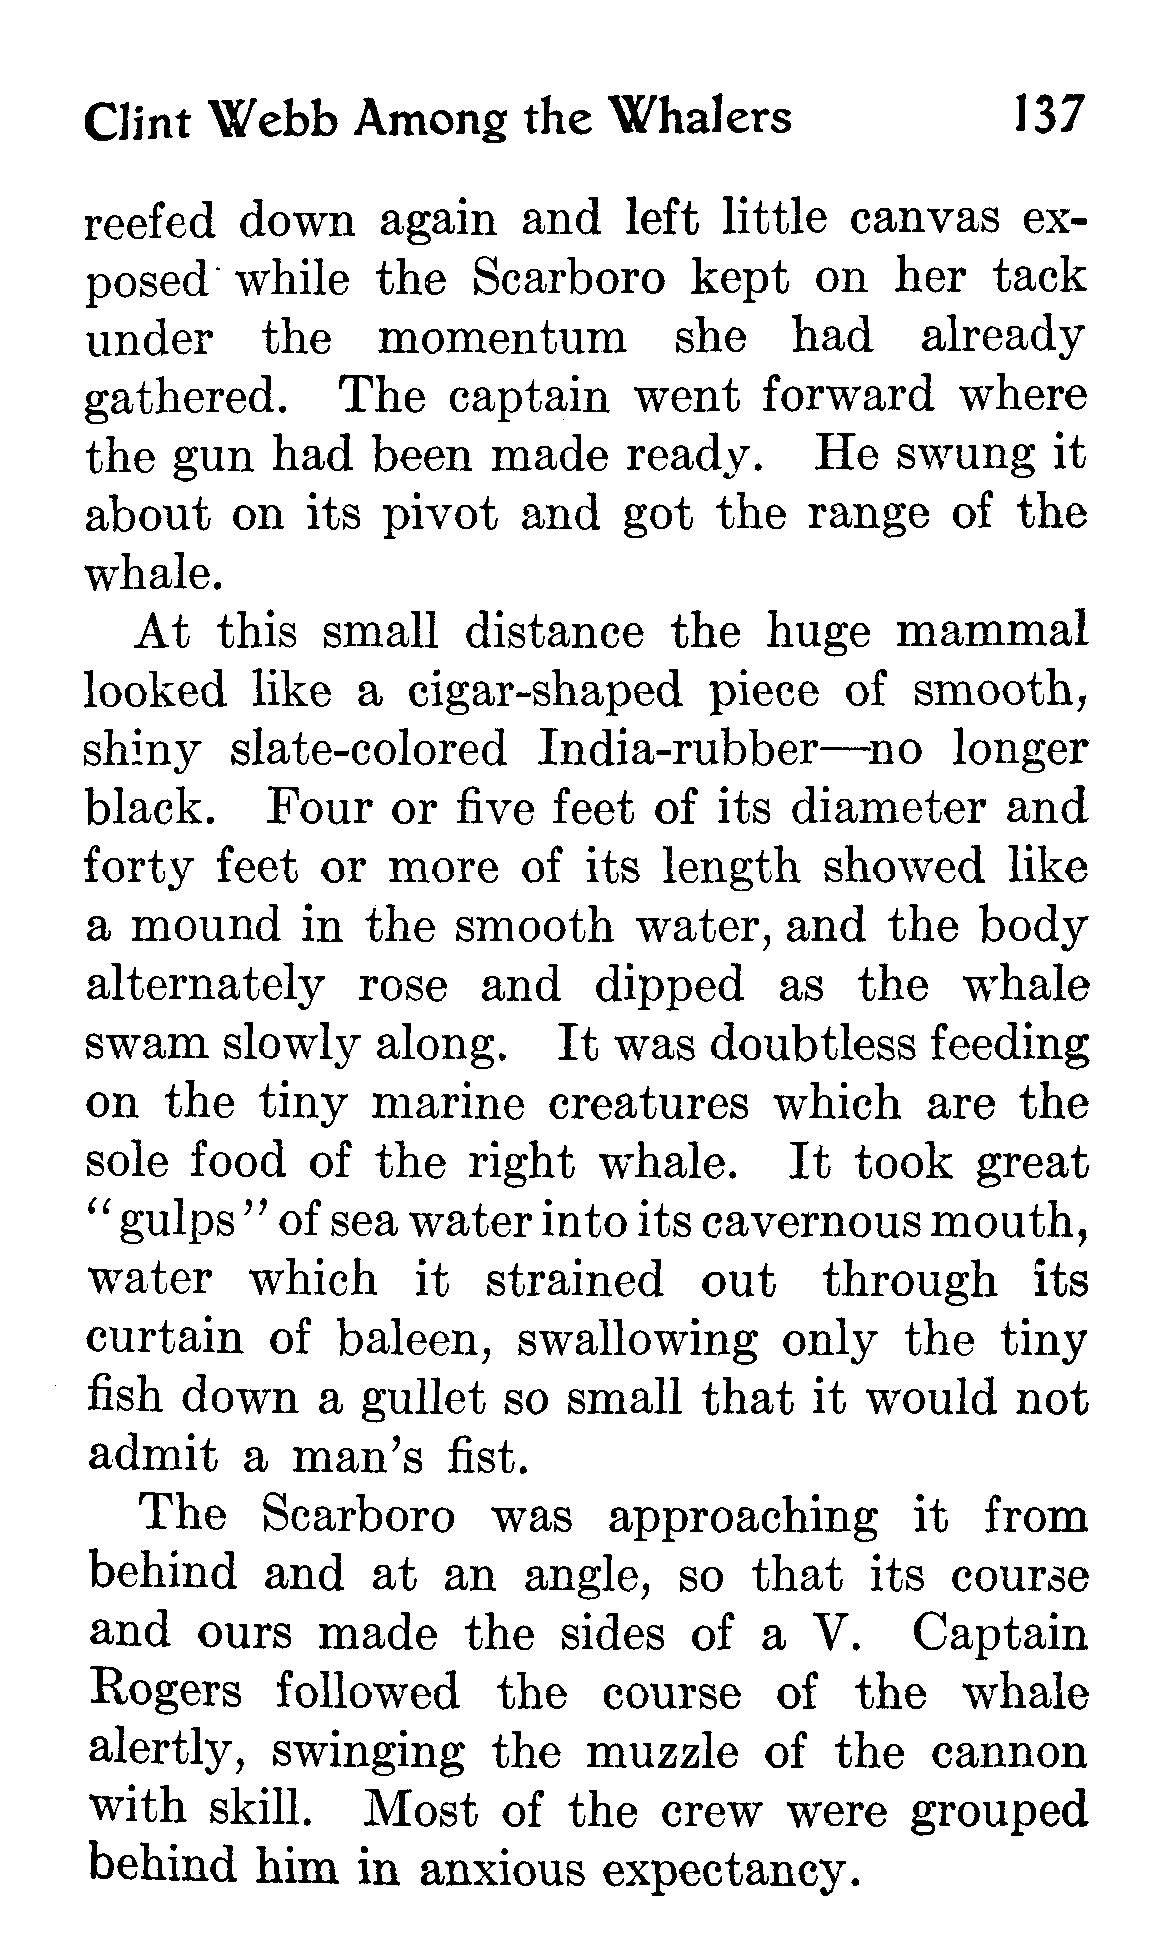 Clint Webb Among the Whalers 137
reefed down again and left little canvas ex-
posed while the Scarboro kept on her tack
under the momentum she had already
gathered. The captain went forward where
the gun had been made ready. He swung it
about on its pivot and got the range of the
whale.
At this small distance the huge mammal
looked like a cigar-shaped piece of smooth,
shiny slate-colored India-rubber—no longer
black. Four or five feet of its diameter and
forty feet or more of its length showed like
a mound in the smooth water, and the body
alternately rose and dipped as the whale
swam slowly along. It was doubtless feeding
on the tiny marine creatures which are the
sole food of the right whale. It took great
"gulps" of sea water into its cavernous mouth,
water which it strained out through its
curtain of baleen, swallowing only the tiny
fish down a gullet so small that it would not
admit a man's fist.
The Scarboro was approaching it from
behind and at an angle, so that its course
and ours made the sides of a V. Captain
Rogers followed the course of the whale
alertly, swinging the muzzle of the cannon
with skill. Most of the crew were grouped
behind him in anxious expectancy.